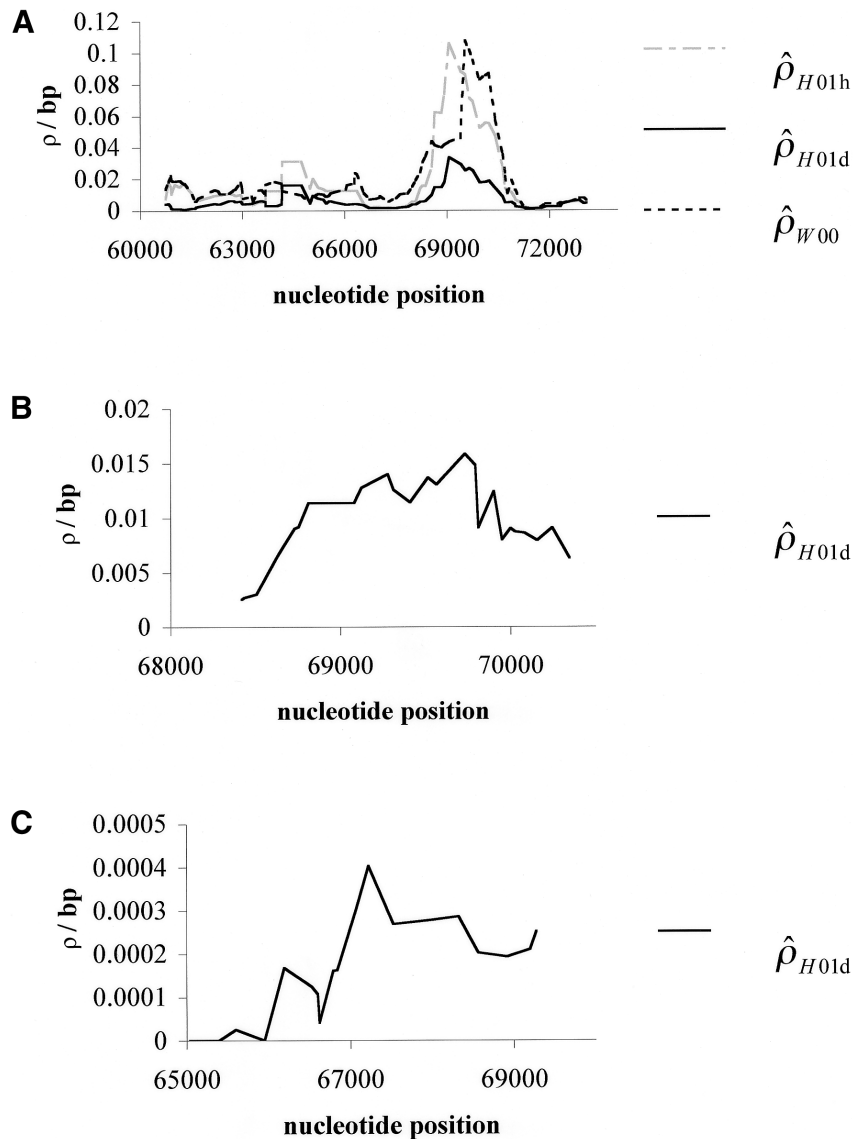 A
ρ / bp
0.12
0.1
0.08
0.06
0.04
0.02
0
60000 63000 66000 69000 72000
nucleotide position
ρ̂ H01h
ρ̂ H01d
ρ̂ W00
B
ρ / bp
0.02
0.015
0.01
0.005
0
68000 69000 70000
nucleotide position
ρ̂ H01d
C
ρ / bp
0.0005
0.0004
0.0003
0.0002
0.0001
0
65000 67000 69000
nucleotide position
ρ̂ H01d